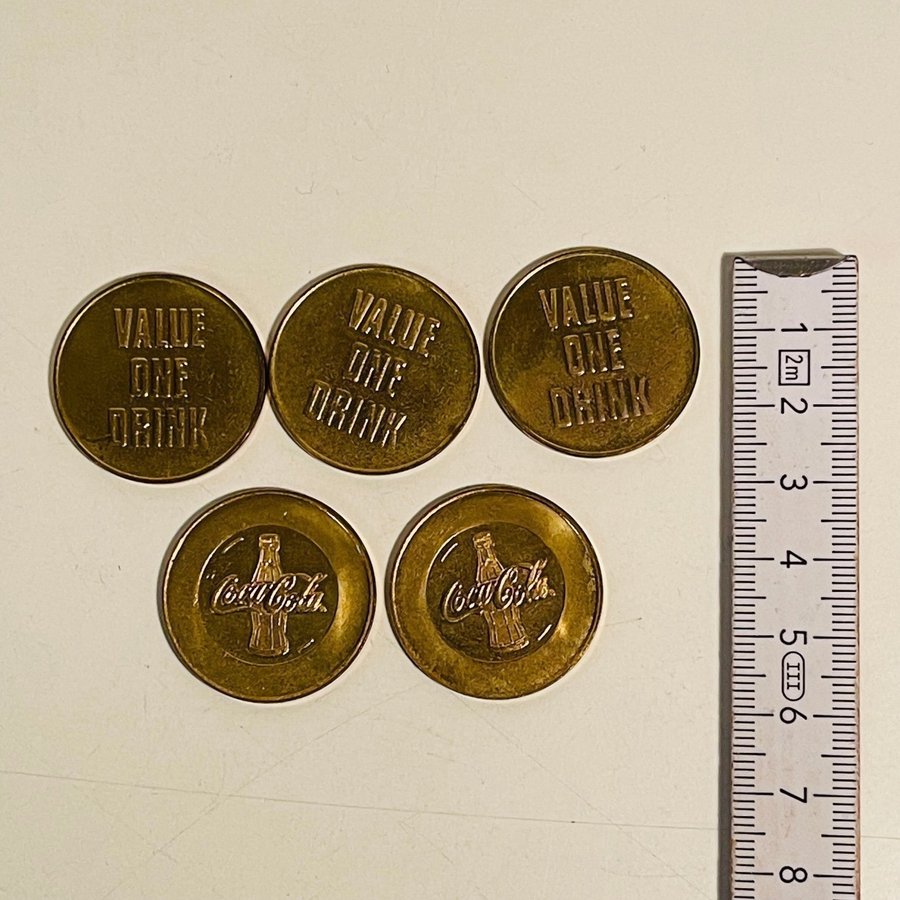 VALUE
ONE
DRINK
VALUE
ONE
DRINK
VALUE
ONE
DRINK
Coca-Cola
Coca-Cola
1
2m
2
3
4
5
III
6
7
8